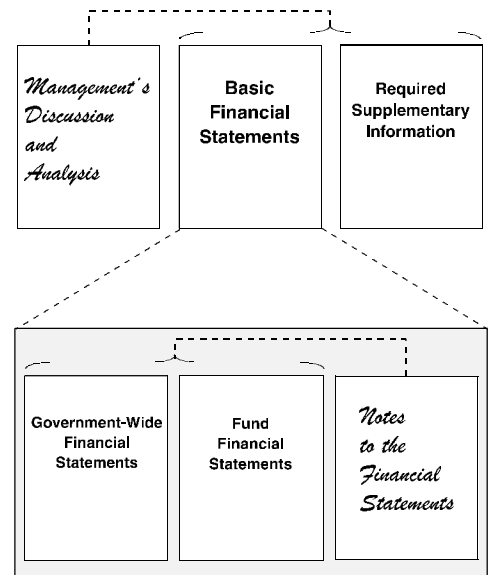 Management's
Discussion
and
Analysis
Basic
Financial
Statements
Required
Supplementary
Information
Government-Wide
Financial
Statements
Fund
Financial
Statements
Notes
to the
Financial
Statements